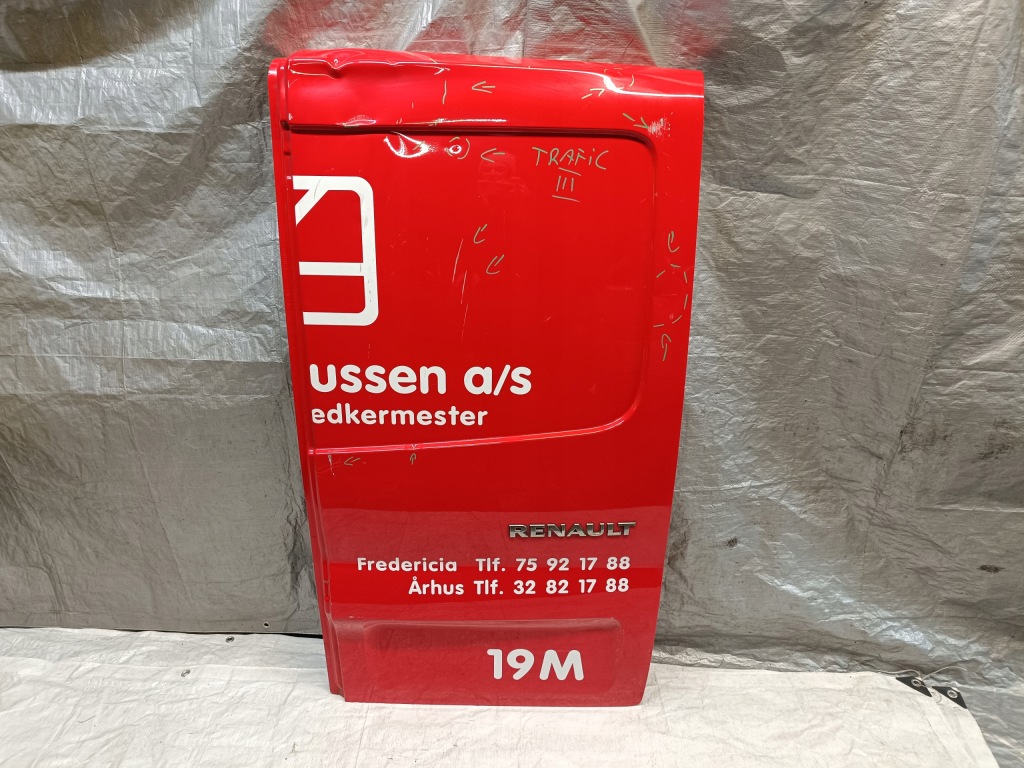 TRAFIC
III
ussen a/s
edkermester
RENAULT
Fredericia Tlf. 75 92 17 88
Århus Tlf. 32 82 17 88
19M